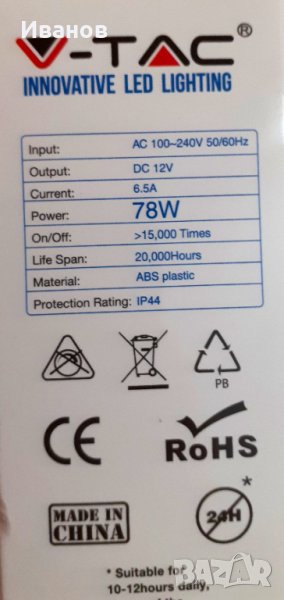 Иванов
V-TAC®
INNOVATIVE LED LIGHTING
Input: AC 100~240V 50/60Hz
Output: DC 12V
Current: 6.5A
Power: 78W
On/Off: >15,000 Times
Life Span: 20,000Hours
Material: ABS plastic
Protection Rating: IP44
PB
CE
RoHS
MADE IN
CHINA
24H *
* Suitable for
10-12hours daily,
БАЗАР
bg